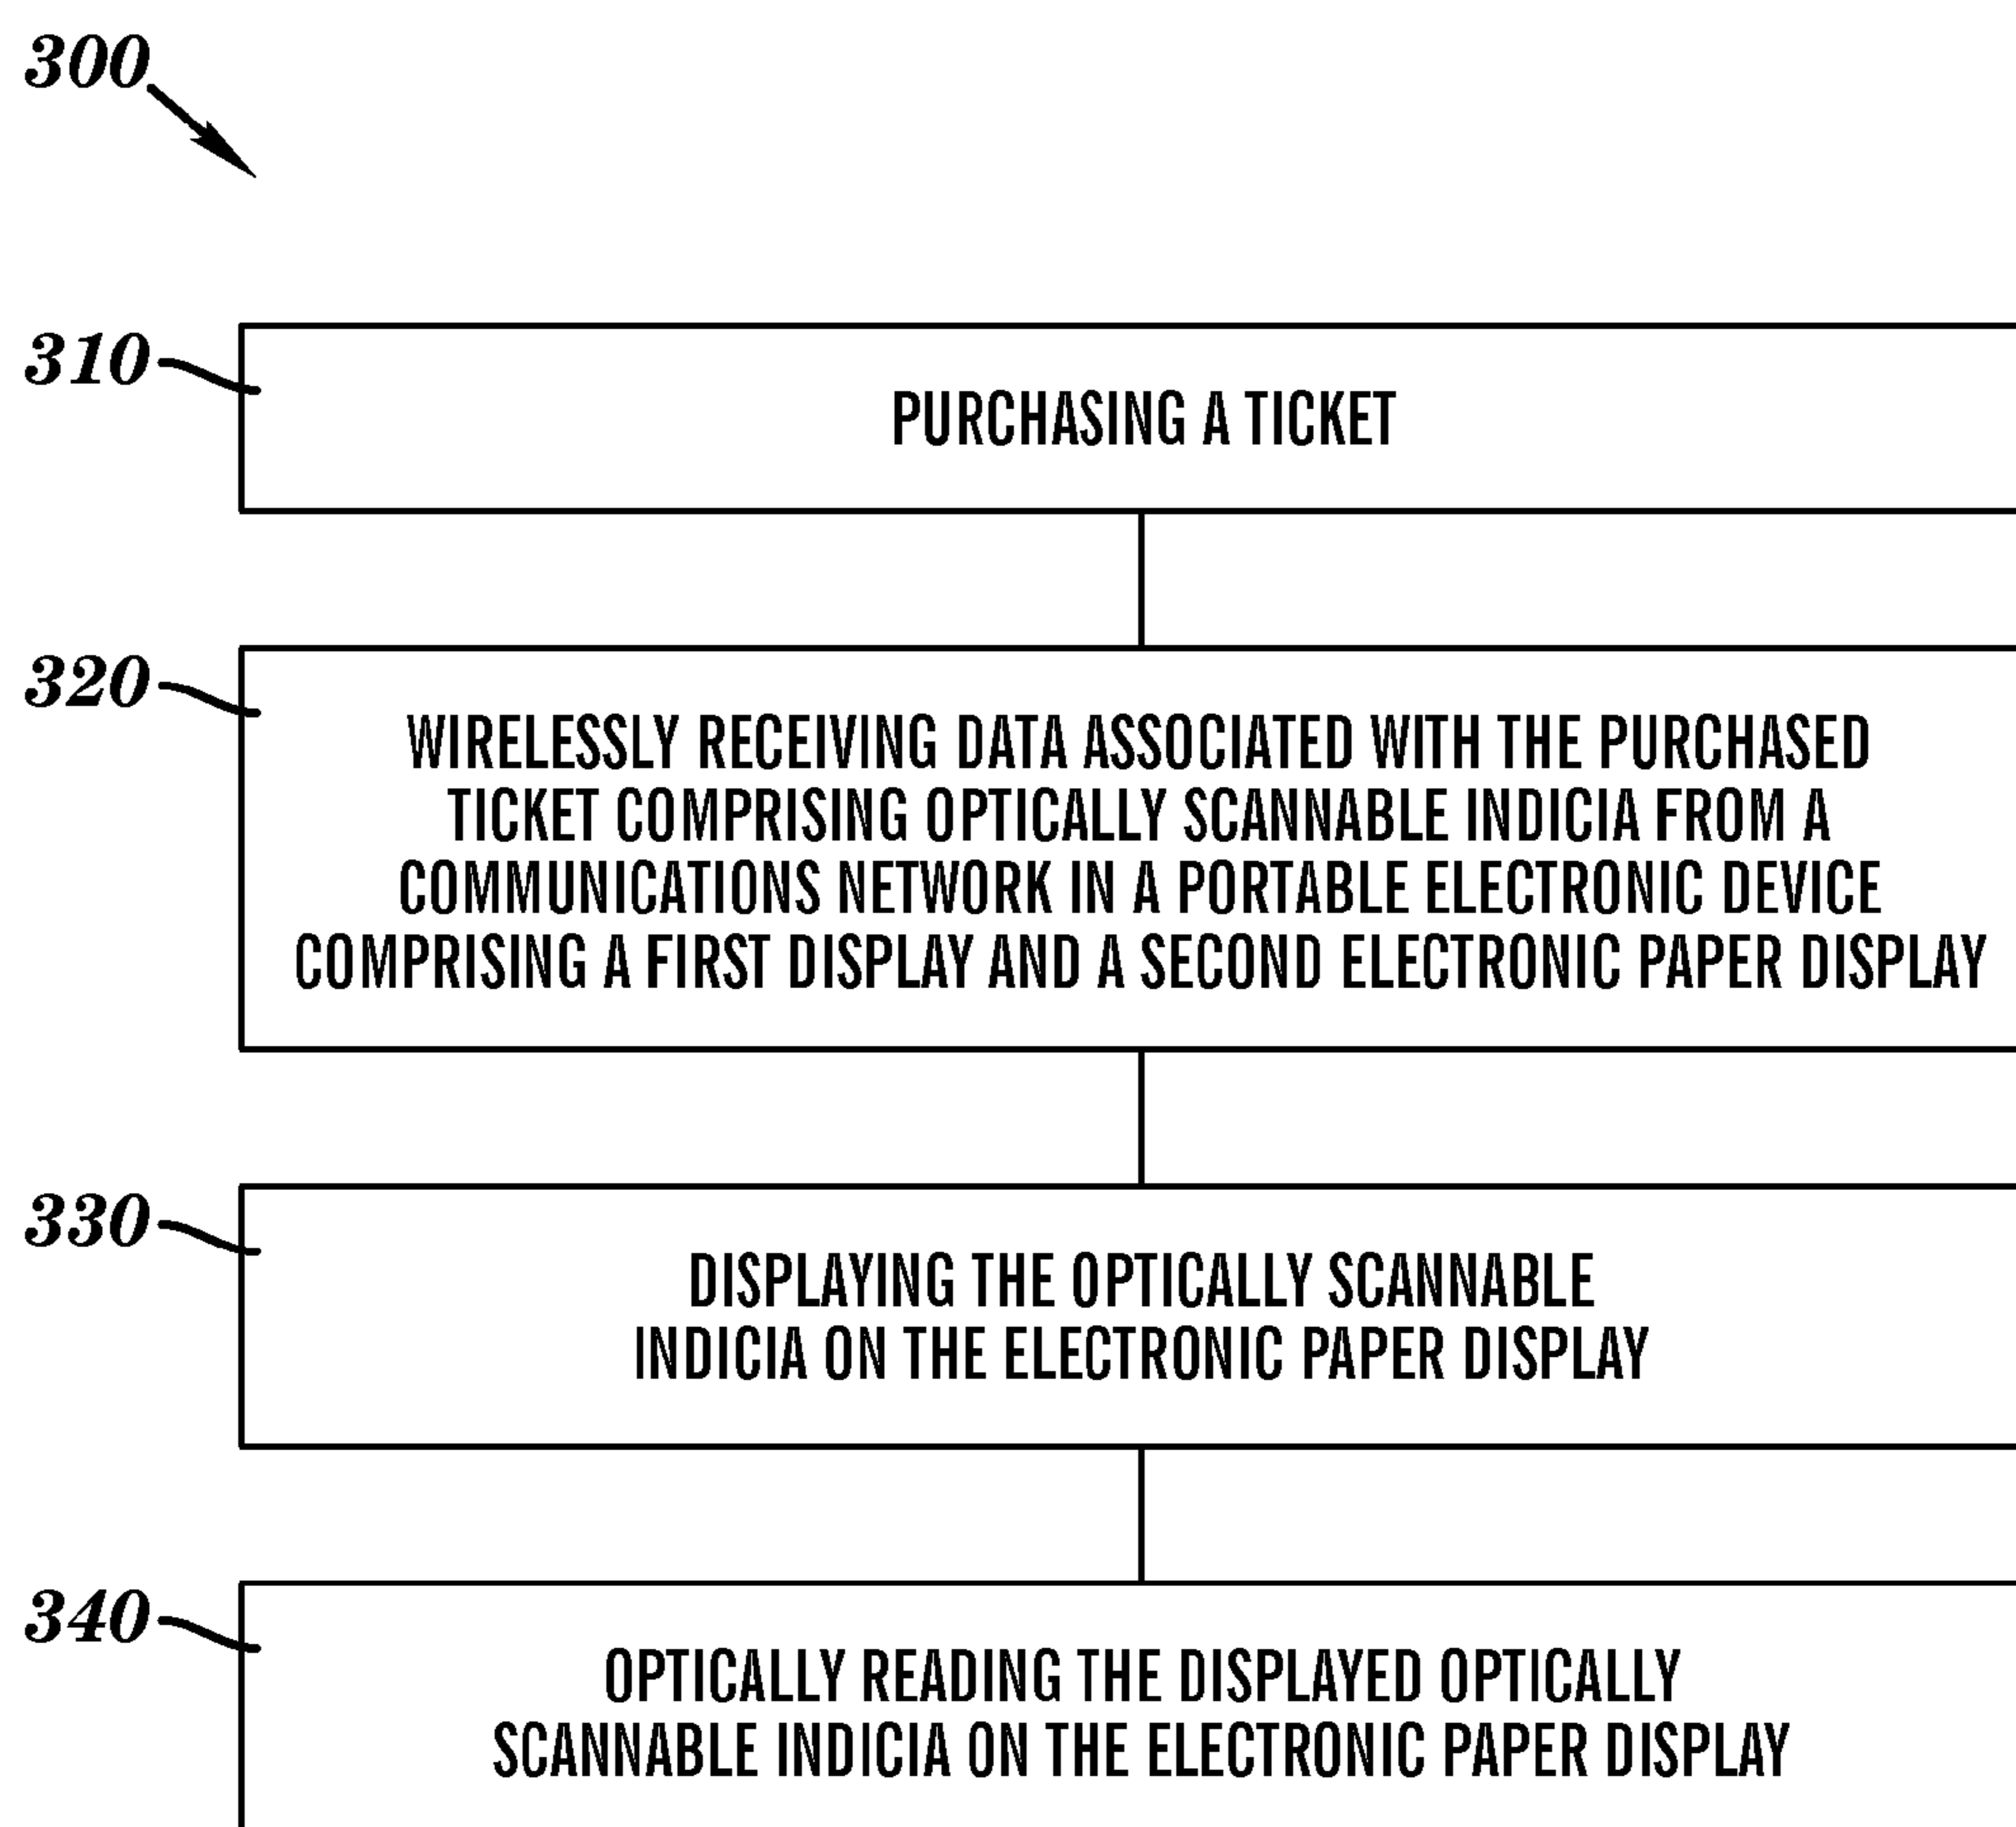 300
310
PURCHASING A TICKET
320
WIRELESSLY RECEIVING DATA ASSOCIATED WITH THE PURCHASED
TICKET COMPRISING OPTICALLY SCANNABLE INDICIA FROM A
COMMUNICATIONS NETWORK IN A PORTABLE ELECTRONIC DEVICE
COMPRISING A FIRST DISPLAY AND A SECOND ELECTRONIC PAPER DISPLAY
330
DISPLAYING THE OPTICALLY SCANNABLE
INDICIA ON THE ELECTRONIC PAPER DISPLAY
340
OPTICALLY READING THE DISPLAYED OPTICALLY
SCANNABLE INDICIA ON THE ELECTRONIC PAPER DISPLAY